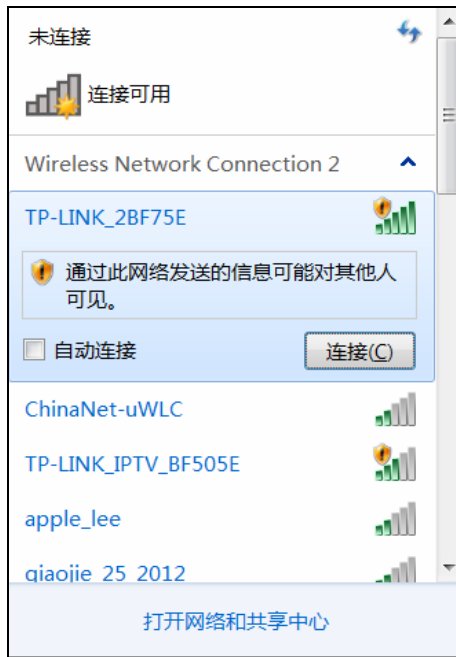 未连接
连接可用
Wireless Network Connection 2
TP-LINK_2BF75E
通过此网络发送的信息可能对其他人
可见。
自动连接
连接(C)
ChinaNet-uWLC
TP-LINK_IPTV_BF505E
apple_lee
qiaojie_25_2012
打开网络和共享中心